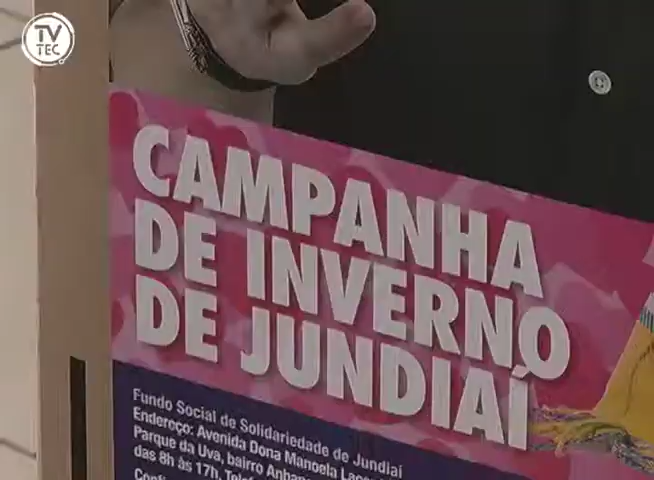 TV
TEC
CAMPANHA
DE INVERNO
DE JUNDIAÍ
Fundo Social de Solidariedade de Jundiaí
Endereço: Avenida Dona Manoela
Parque da Uva, bairro
das 8h às 17h,